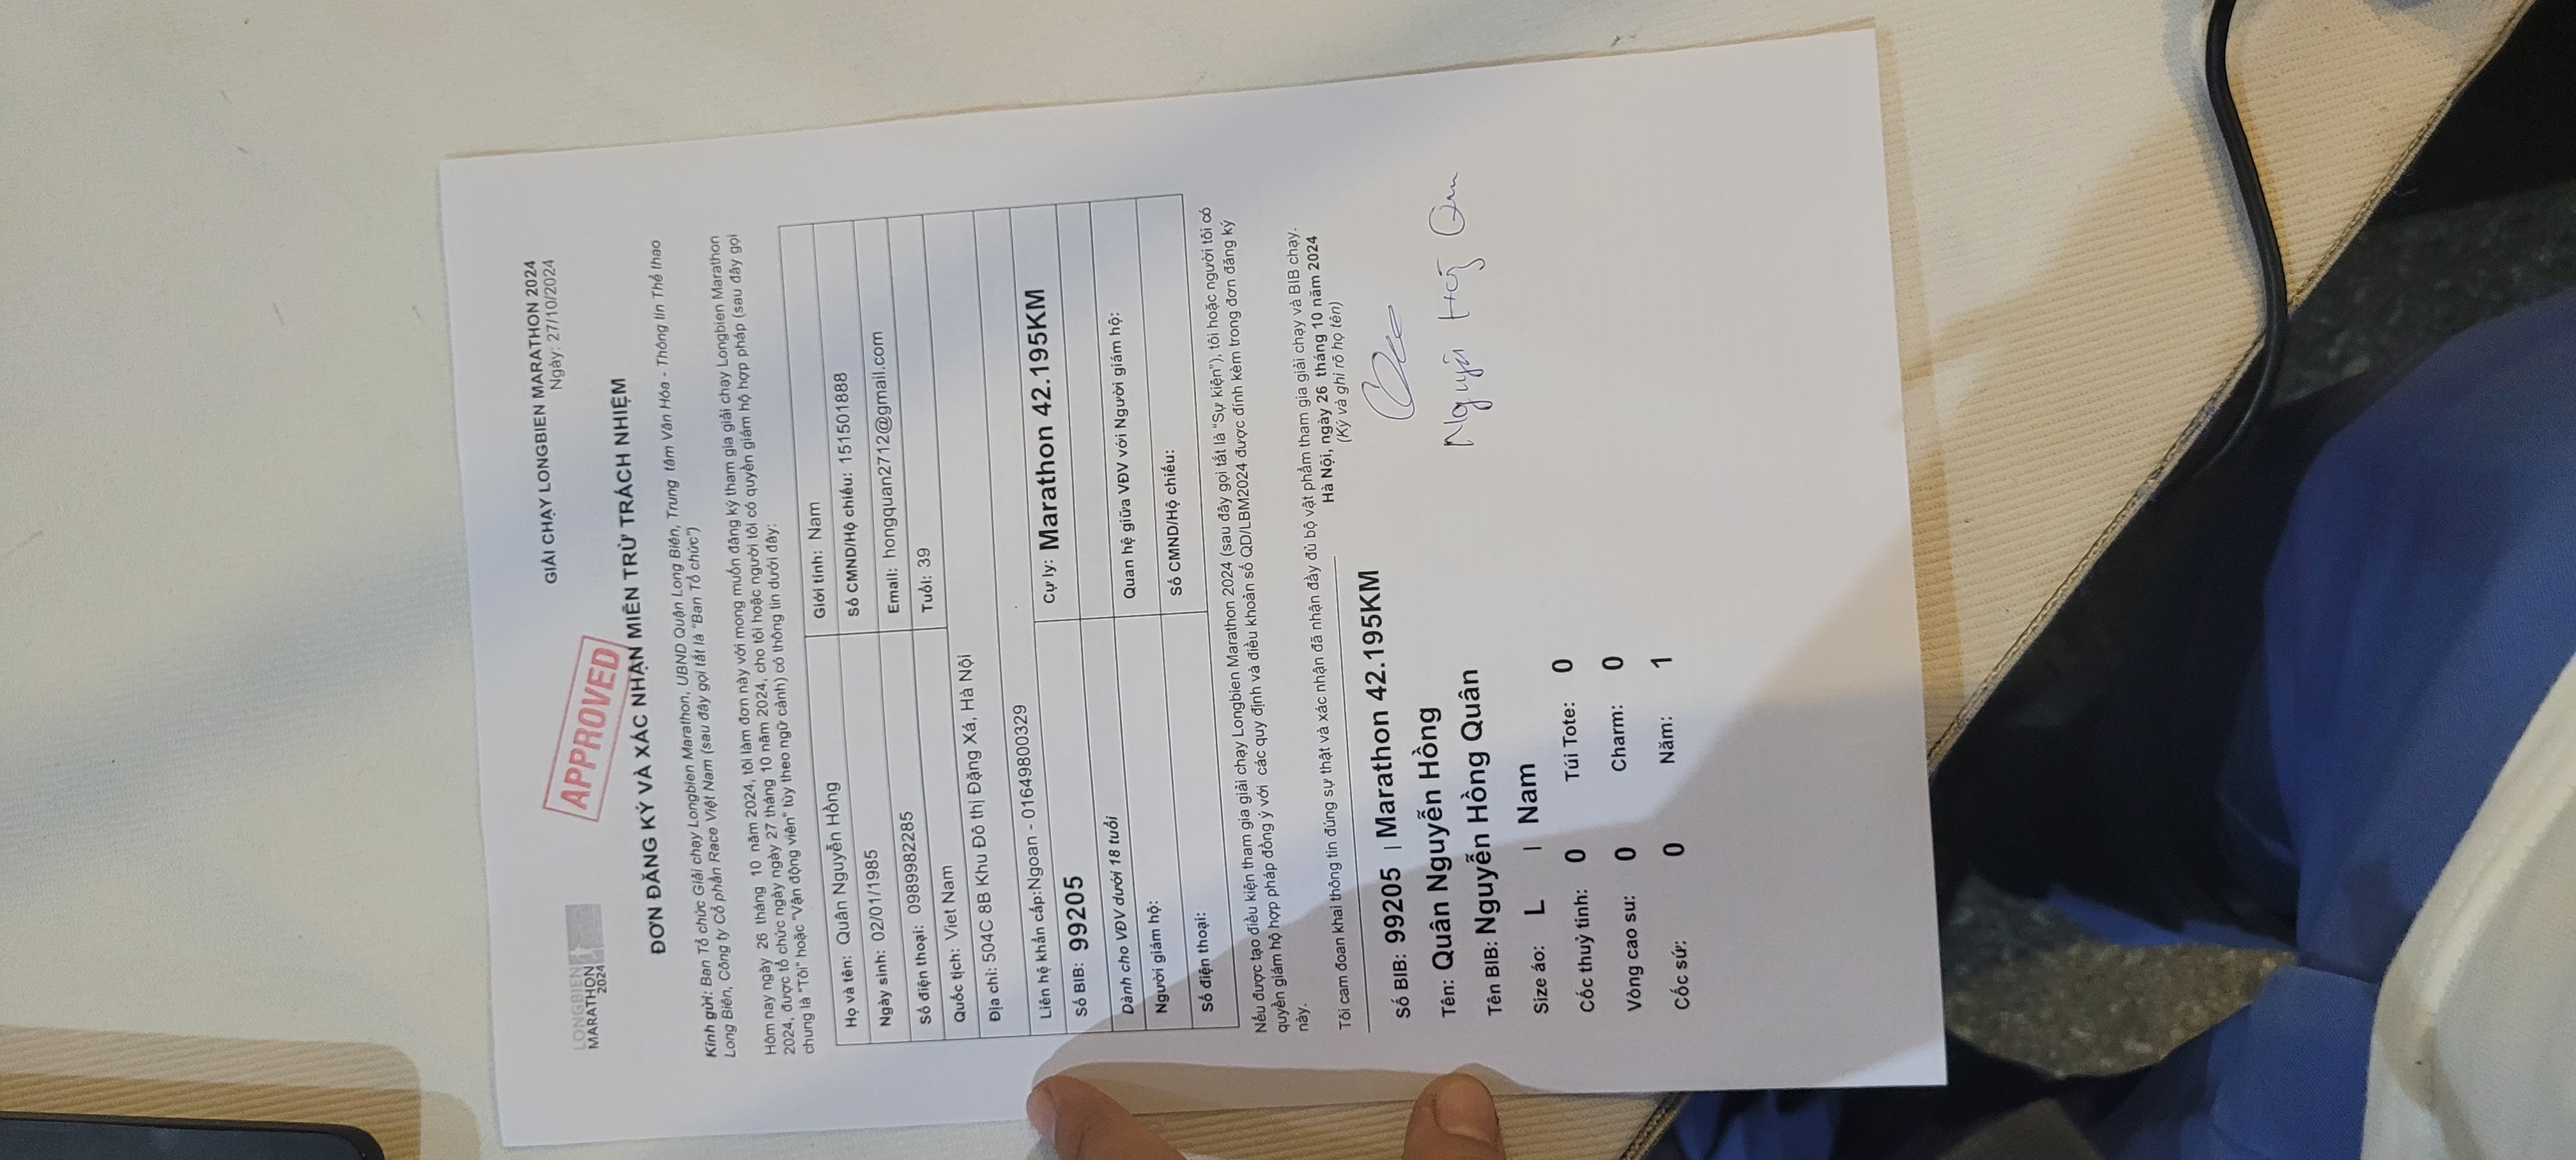 GIẢI CHẠY LONGBIEN MARATHON 2024
Ngày: 27/10/2024
LONGBIEN
MARATHON
2024
APPROVED
ĐƠN ĐĂNG KÝ VÀ XÁC NHẬN MIỄN TRỪ TRÁCH NHIỆM
Kính gửi: Ban Tổ chức Giải chạy Longbien Marathon, UBND Quận Long Biên, Trung tâm Văn Hóa - Thông tin Thể thao
Long Biên, Công ty Cổ phần Race Việt Nam (sau đây gọi tắt là "Ban Tổ chức")
Hôm nay ngày 26 tháng 10 năm 2024, tôi làm đơn này với mong muốn đăng ký tham gia giải chạy Longbien Marathon
2024, được tổ chức ngày ngày 27 tháng 10 năm 2024, cho tôi hoặc người tôi có quyền giám hộ hợp pháp (sau đây gọi
chung là "Tôi" hoặc "Vận động viên" tùy theo ngữ cảnh) có thông tin dưới đây:
Họ và tên: Quân Nguyễn Hồng
Giới tính: Nam
Ngày sinh: 02/01/1985
Số CMND/Hộ chiếu: 151501888
Số điện thoại: 0989982285
Email: hongquan2712@gmail.com
Quốc tịch: Viet Nam
Tuổi: 39
Địa chỉ: 504C 8B Khu Đô thị Đặng Xá, Hà Nội
Liên hệ khẩn cấp:Ngoan - 01649800329
Số BIB: 99205
Cự ly: Marathon 42.195KM
Dành cho VĐV dưới 18 tuổi
Người giám hộ:
Quan hệ giữa VĐV với Người giám hộ:
Số điện thoại:
Số CMND/Hộ chiếu:
Nếu được tạo điều kiện tham gia giải chạy Longbien Marathon 2024 (sau đây gọi tắt là "Sự kiện"), tôi hoặc người tôi có
quyền giám hộ hợp pháp đồng ý với các quy định và điều khoản số QD/LBM2024 được đính kèm trong đơn đăng ký
này.
Tôi cam đoan khai thông tin đúng sự thật và xác nhận đã nhận đầy đủ bộ vật phẩm tham gia giải chạy và BIB chạy.
Hà Nội, ngày 26 tháng 10 năm 2024
(Ký và ghi rõ họ tên)
Số BIB: 99205 | Marathon 42.195KM
Tên: Quân Nguyễn Hồng
Tên BIB: Nguyễn Hồng Quân
Size áo: L | Nam
Cốc thuỷ tinh: 0 Túi Tote: 0
Vòng cao su: 0 Charm: 0
Cốc sứ: 0 Năm: 1